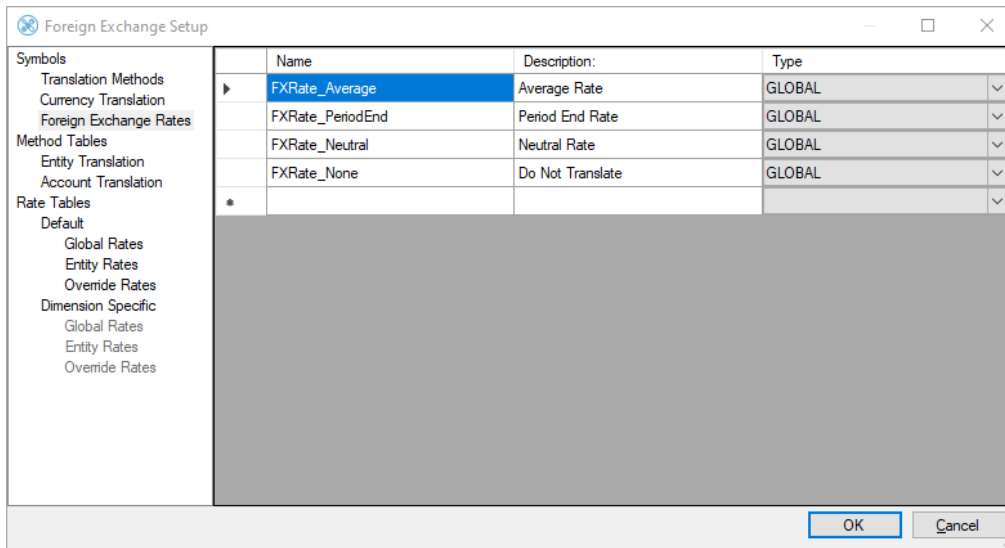 Foreign Exchange Setup
Symbols
Translation Methods
Currency Translation
Foreign Exchange Rates
Method Tables
Entity Translation
Account Translation
Rate Tables
Default
Global Rates
Entity Rates
Override Rates
Dimension Specific
Global Rates
Entity Rates
Override Rates
Name Description: Type
FXRate_Average Average Rate GLOBAL
FXRate_PeriodEnd Period End Rate GLOBAL
FXRate_Neutral Neutral Rate GLOBAL
FXRate_None Do Not Translate GLOBAL
OK Cancel